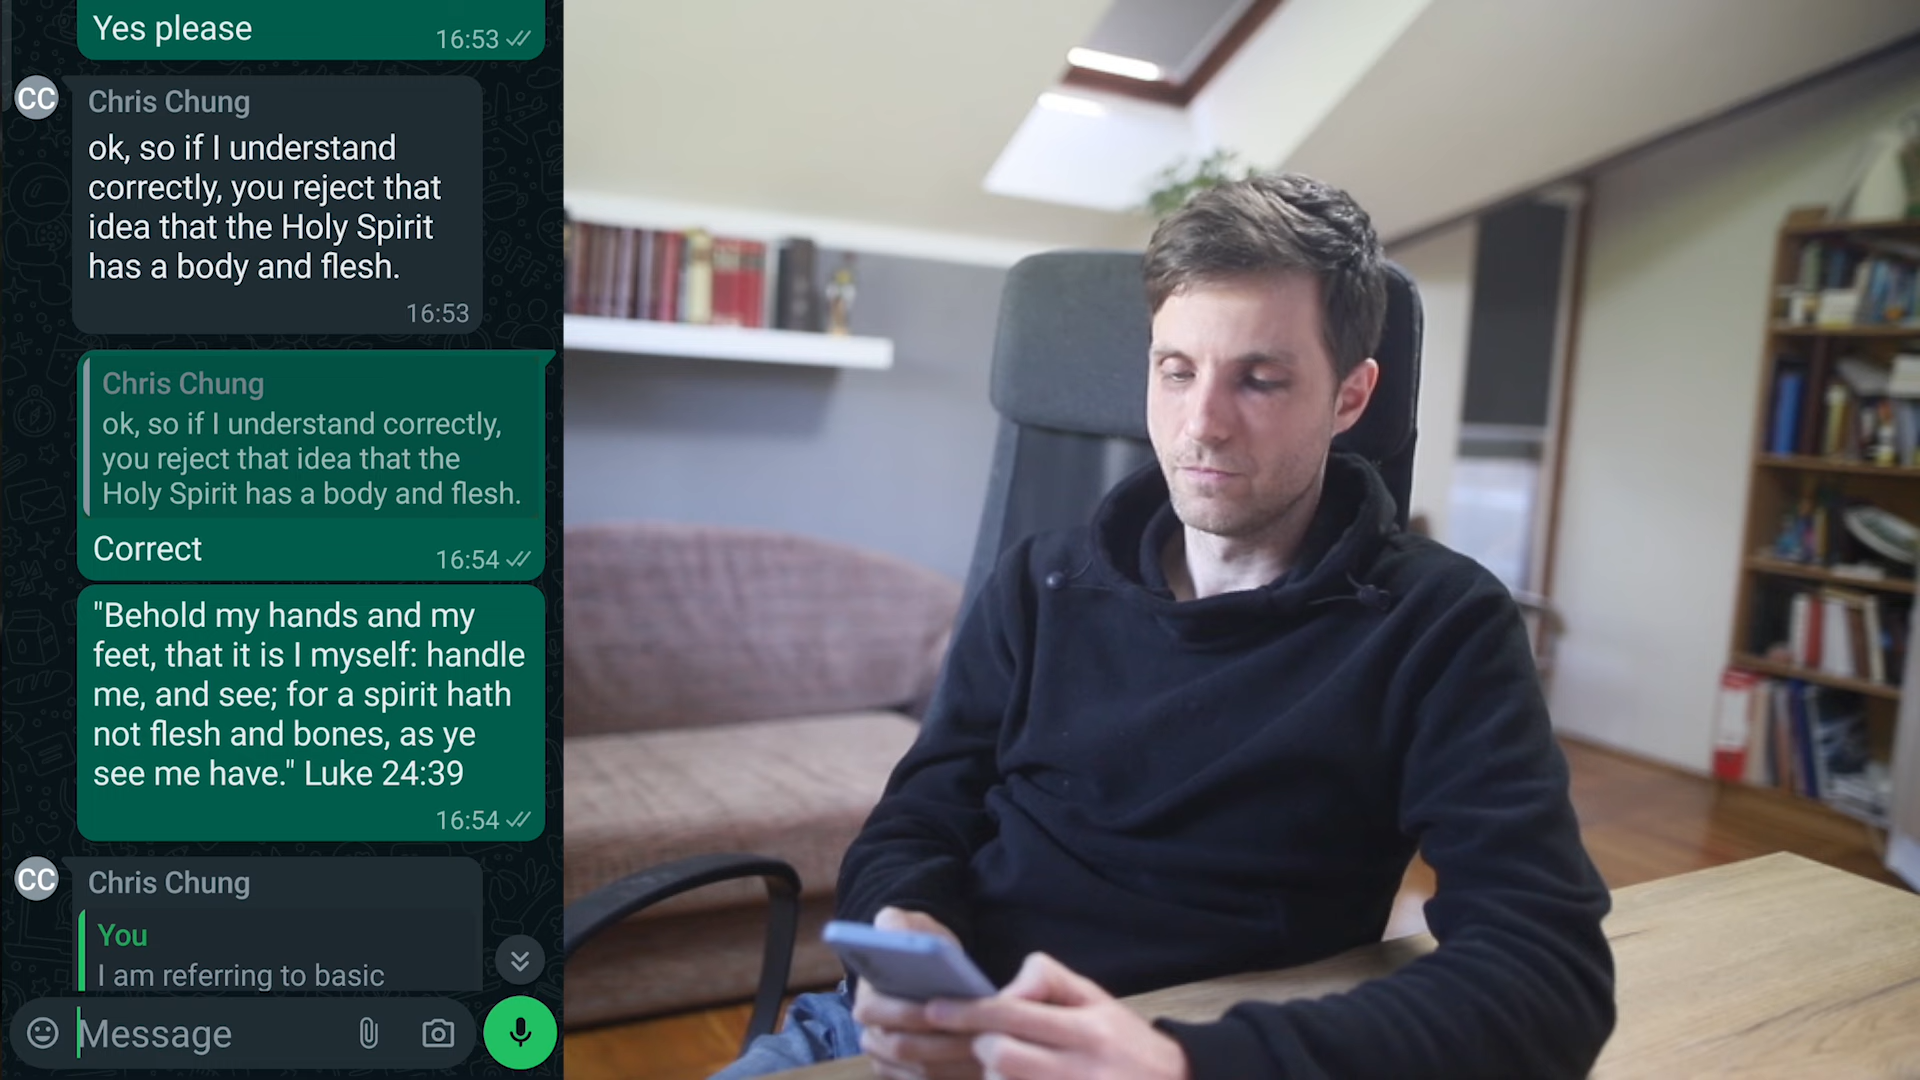 Yes please
16:53
CC
Chris Chung
ok, so if I understand
correctly, you reject that
idea that the Holy Spirit
has a body and flesh.
16:53
Chris Chung
ok, so if I understand correctly,
you reject that idea that the
Holy Spirit has a body and flesh.
Correct
16:54
"Behold my hands and my
feet, that it is I myself: handle
me, and see; for a spirit hath
not flesh and bones, as ye
see me have." Luke 24:39
16:54
CC
Chris Chung
You
I am referring to basic
Message